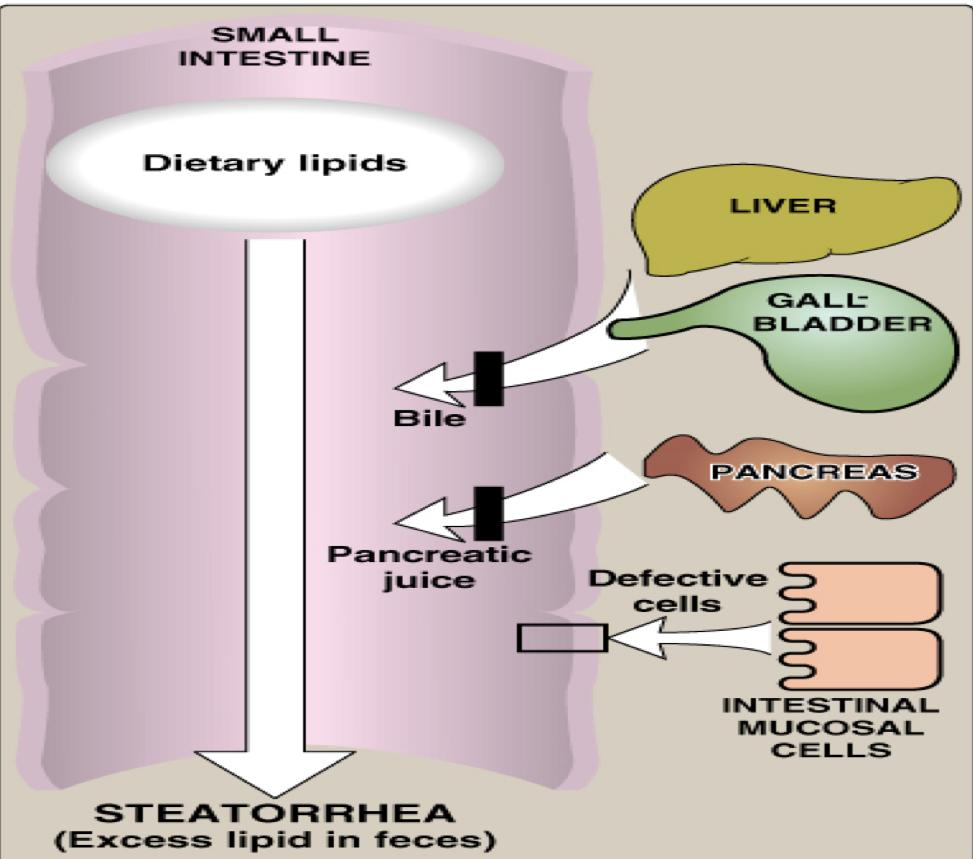 SMALL
INTESTINE
Dietary lipids
LIVER
GALL-
BLADDER
Bile
PANCREAS
Pancreatic
juice
Defective
cells
INTESTINAL
MUCOSAL
CELLS
STEATORRHEA
(Excess lipid in feces)